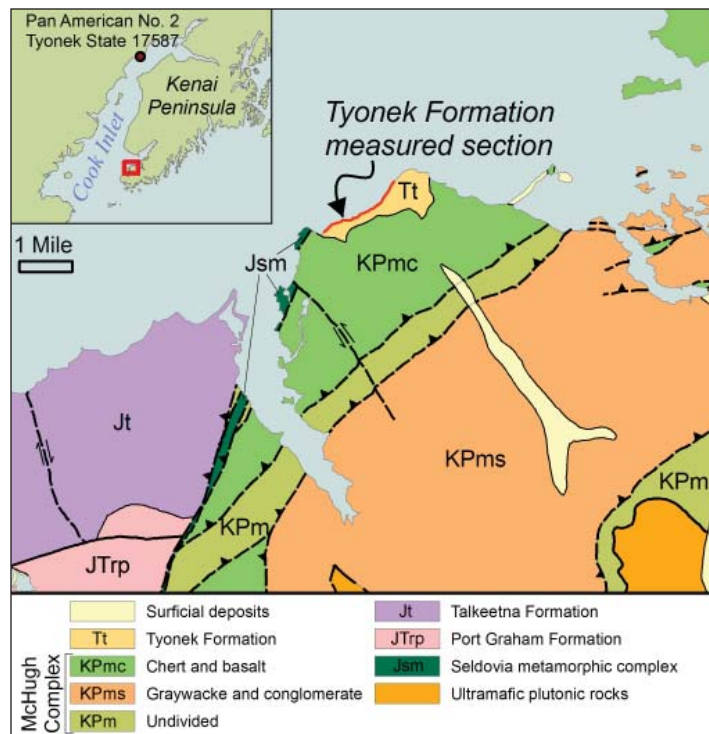 Pan American No. 2
Tyonek State 17587
Kenai
Peninsula
Cook Inlet
Tyonek Formation
measured section
Tt
1 Mile
Jsm
KPmc
Jt
KPms
KPm
KPm
JTrp
Surficial deposits
Tt Tyonek Formation
McHugh
Complex
KPmc Chert and basalt
KPms Graywacke and conglomerate
KPm Undivided
Jt Talkeetna Formation
JTrp Port Graham Formation
Jsm Seldovia metamorphic complex
Ultramafic plutonic rocks